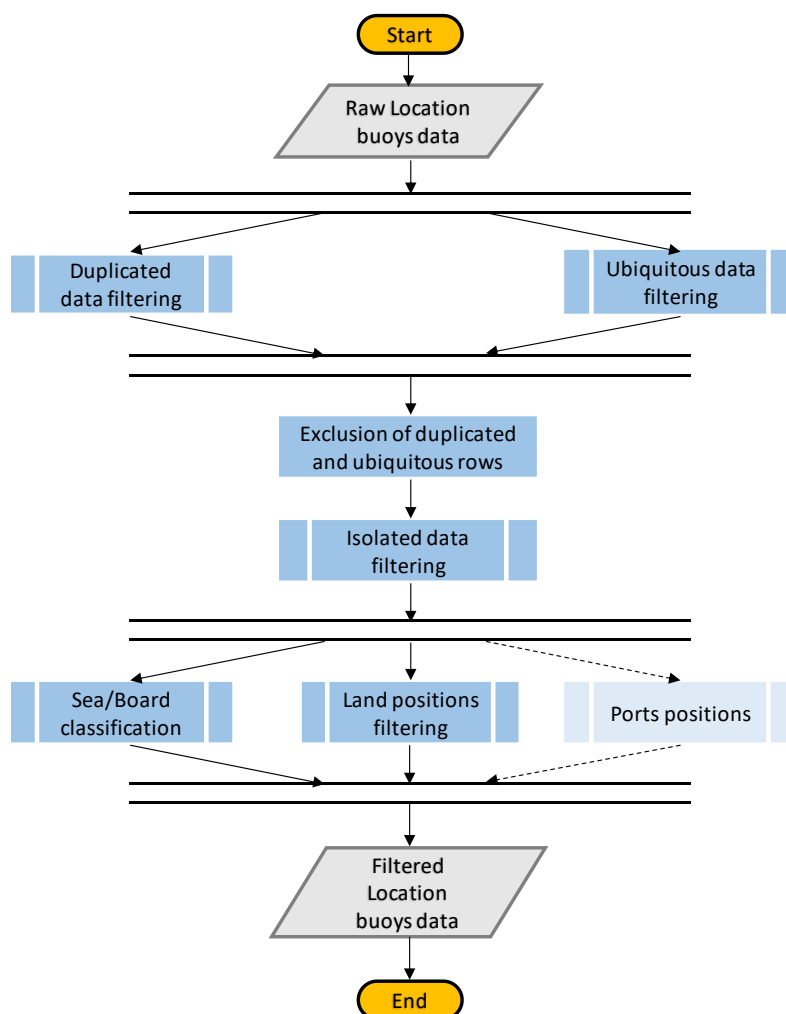 Start
Raw Location
buoys data
Duplicated
data filtering
Ubiquitous data
filtering
Exclusion of duplicated
and ubiquitous rows
Isolated data
filtering
Sea/Board
classification
Land positions
filtering
Ports positions
Filtered
Location
buoys data
End